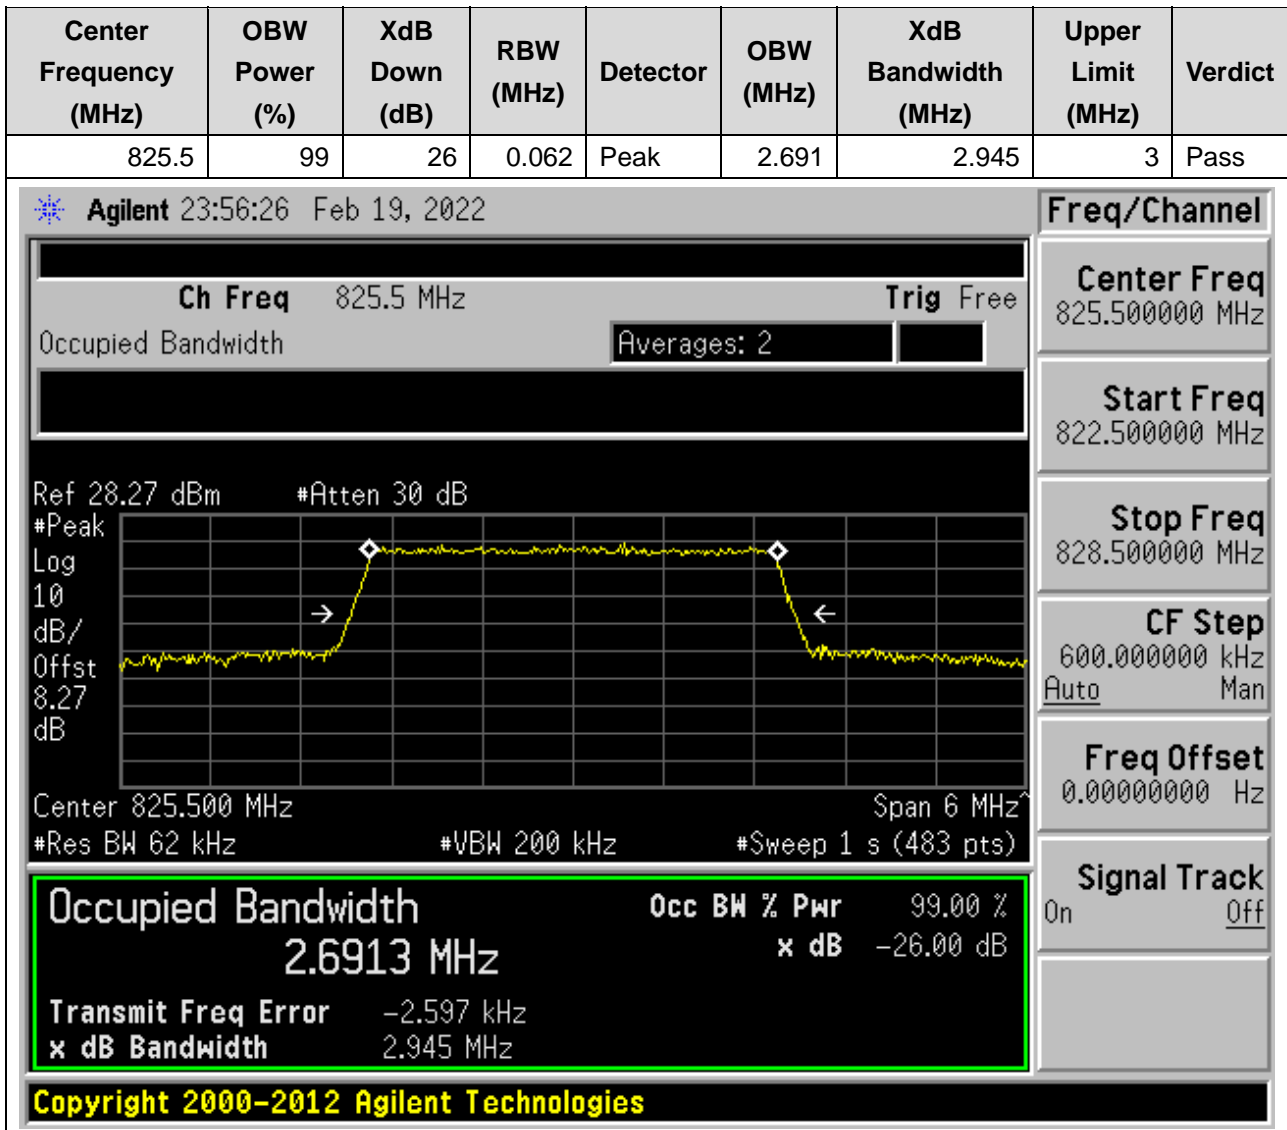 Center Frequency (MHz) OBW Power (%) XdB Down (dB) RBW (MHz) Detector OBW (MHz) XdB Bandwidth (MHz) Upper Limit (MHz) Verdict
825.5 99 26 0.062 Peak 2.691 2.945 3 Pass
Agilent 23:56:26 Feb 19, 2022
Freq/Channel
Ch Freq 825.5 MHz Trig Free
Occupied Bandwidth Averages: 2
Center Freq
825.500000 MHz
Start Freq
822.500000 MHz
Ref 28.27 dBm #Atten 30 dB
#Peak
Log
10
dB/
Offst
8.27
dB
Stop Freq
828.500000 MHz
CF Step
600.000000 kHz
Auto Man
Freq Offset
0.00000000 Hz
Center 825.500 MHz Span 6 MHz^
#Res BW 62 kHz #VBW 200 kHz #Sweep 1 s (483 pts)
Signal Track
On Off
Occupied Bandwidth Occ BW % Pwr 99.00 %
2.6913 MHz x dB -26.00 dB
Transmit Freq Error -2.597 kHz
x dB Bandwidth 2.945 MHz
Copyright 2000-2012 Agilent Technologies